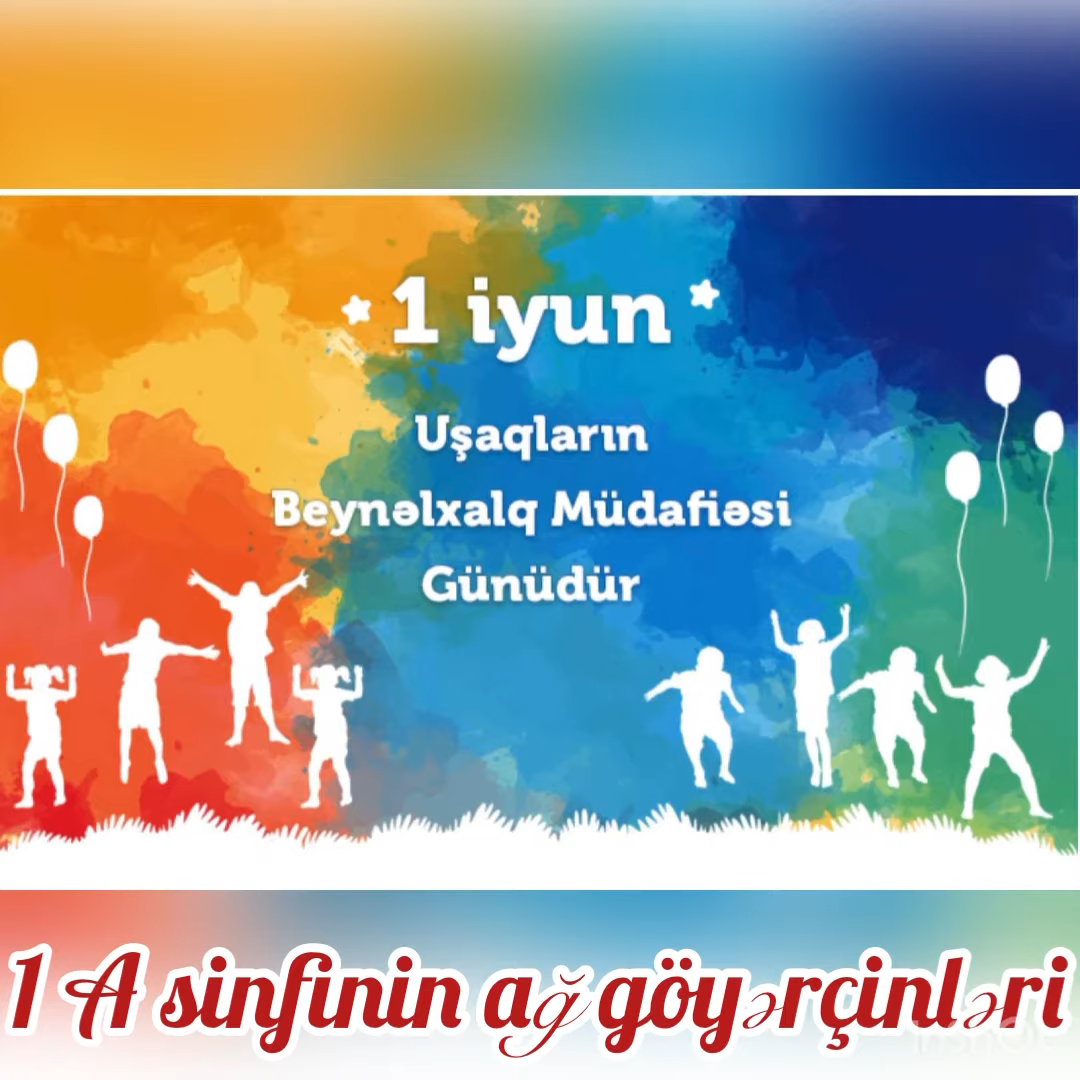 1 iyun
Uşaqların
Beynəlxalq Müdafiəsi
Günüdür
1 A sinfinin ağ göyərçinləri